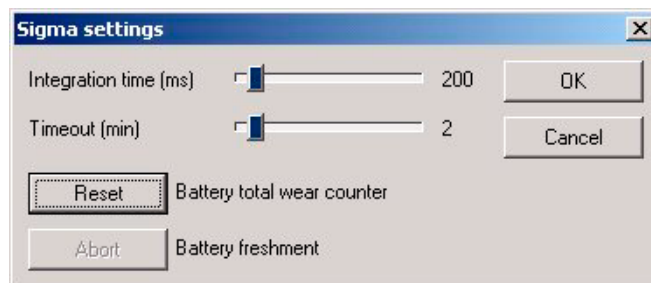 Sigma settings
Integration time (ms) 200 OK
Timeout (min) 2 Cancel
Reset Battery total wear counter
Abort Battery freshment